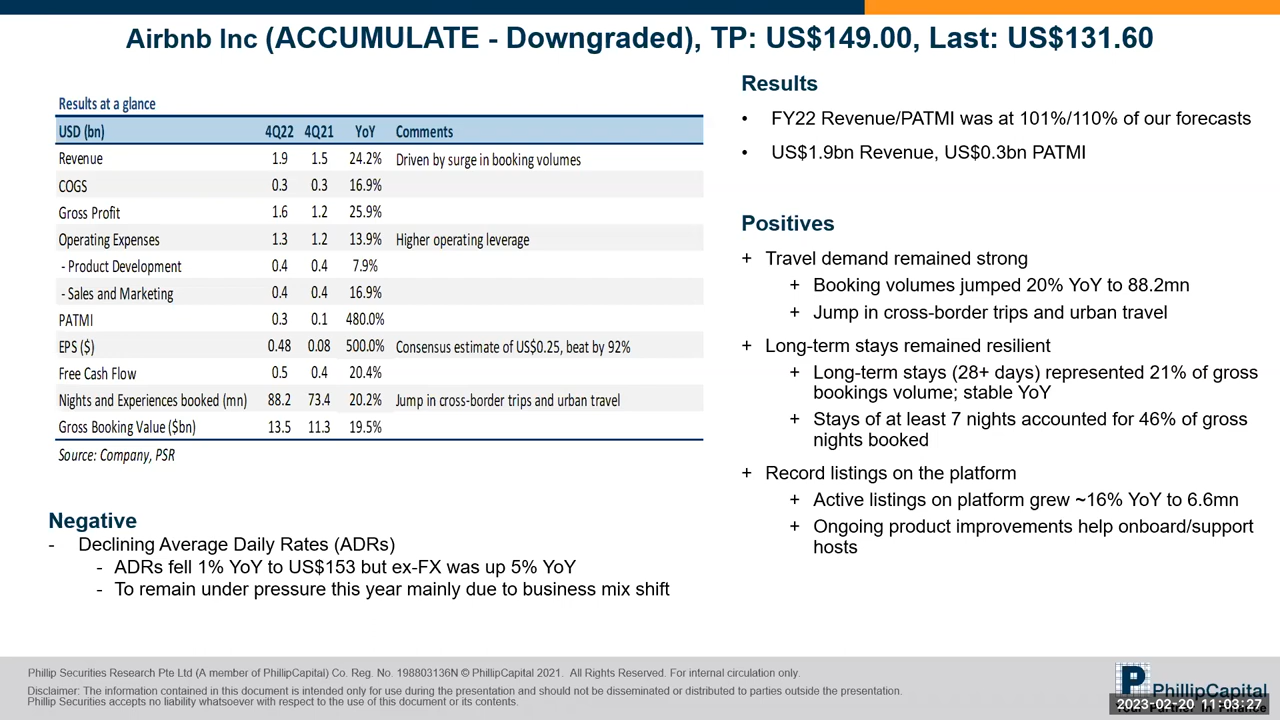 Airbnb Inc (ACCUMULATE - Downgraded), TP: US$149.00, Last: US$131.60
Results at a glance
USD (bn) 4Q22 4Q21 YoY Comments
Revenue 1.9 1.5 24.2% Driven by surge in booking volumes
COGS 0.3 0.3 16.9%
Gross Profit 1.6 1.2 25.9%
Operating Expenses 1.3 1.2 13.9% Higher operating leverage
- Product Development 0.4 0.4 7.9%
- Sales and Marketing 0.4 0.4 16.9%
PATMI 0.3 0.1 480.0%
EPS ($) 0.48 0.08 500.0% Consensus estimate of US$0.25, beat by 92%
Free Cash Flow 0.5 0.4 20.4%
Nights and Experiences booked (mn) 88.2 73.4 20.2% Jump in cross-border trips and urban travel
Gross Booking Value ($bn) 13.5 11.3 19.5%
Source: Company, PSR
Negative
- Declining Average Daily Rates (ADRs)
- ADRs fell 1% YoY to US$153 but ex-FX was up 5% YoY
- To remain under pressure this year mainly due to business mix shift
Results
• FY22 Revenue/PATMI was at 101%/110% of our forecasts
• US$1.9bn Revenue, US$0.3bn PATMI
Positives
+ Travel demand remained strong
+ Booking volumes jumped 20% YoY to 88.2mn
+ Jump in cross-border trips and urban travel
+ Long-term stays remained resilient
+ Long-term stays (28+ days) represented 21% of gross
bookings volume; stable YoY
+ Stays of at least 7 nights accounted for 46% of gross
nights booked
+ Record listings on the platform
+ Active listings on platform grew ~16% YoY to 6.6mn
+ Ongoing product improvements help onboard/support
hosts
Phillip Securities Research Pte Ltd (A member of PhillipCapital) Co. Reg. No. 198803136N © PhillipCapital 2021. All Rights Reserved. For internal circulation only.
Disclaimer: The information contained in this document is intended only for use during the presentation and should not be disseminated or distributed to parties outside the presentation.
Phillip Securities accepts no liability whatsoever with respect to the use of this document or its contents.
PhillipCapital
Your Partner In Finance
2023-02-20 11:03:27